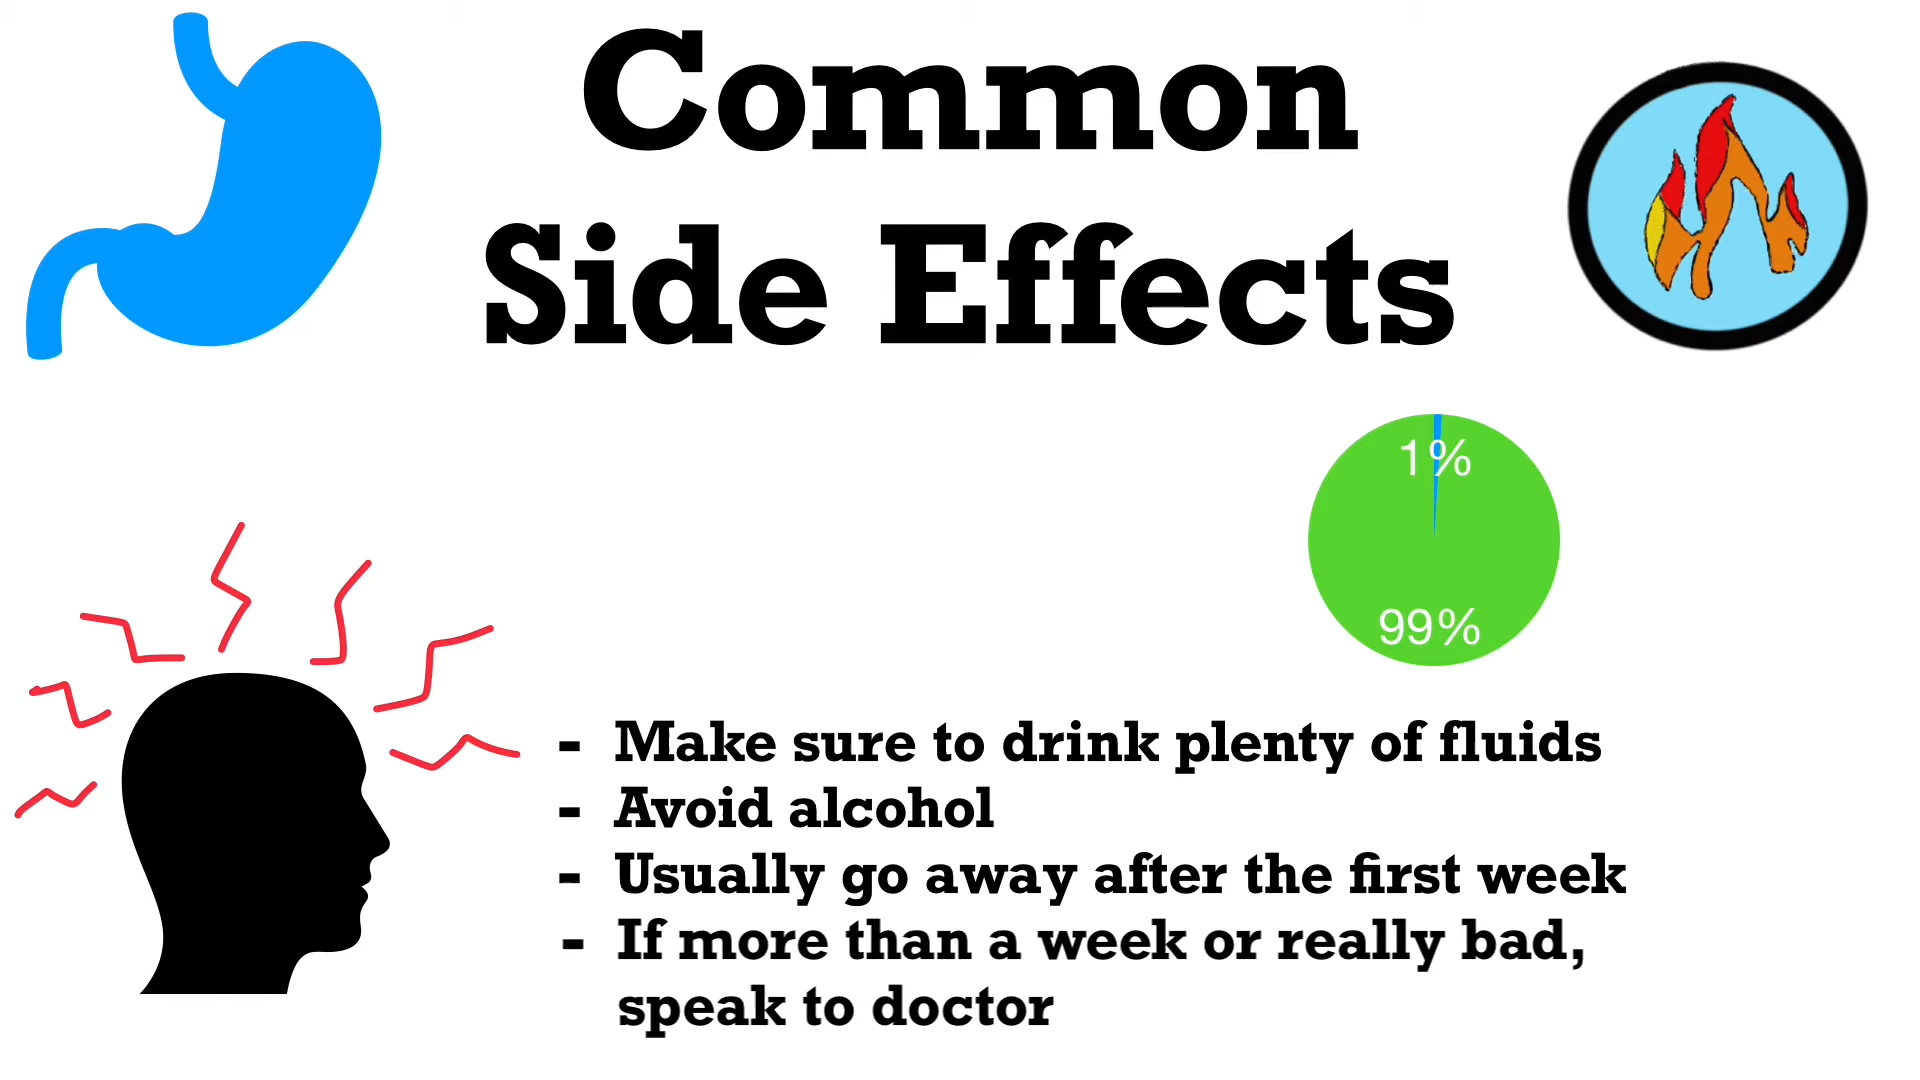 Common
Side Effects
1%
99%
- Make sure to drink plenty of fluids
- Avoid alcohol
- Usually go away after the first week
- If more than a week or really bad,
speak to doctor